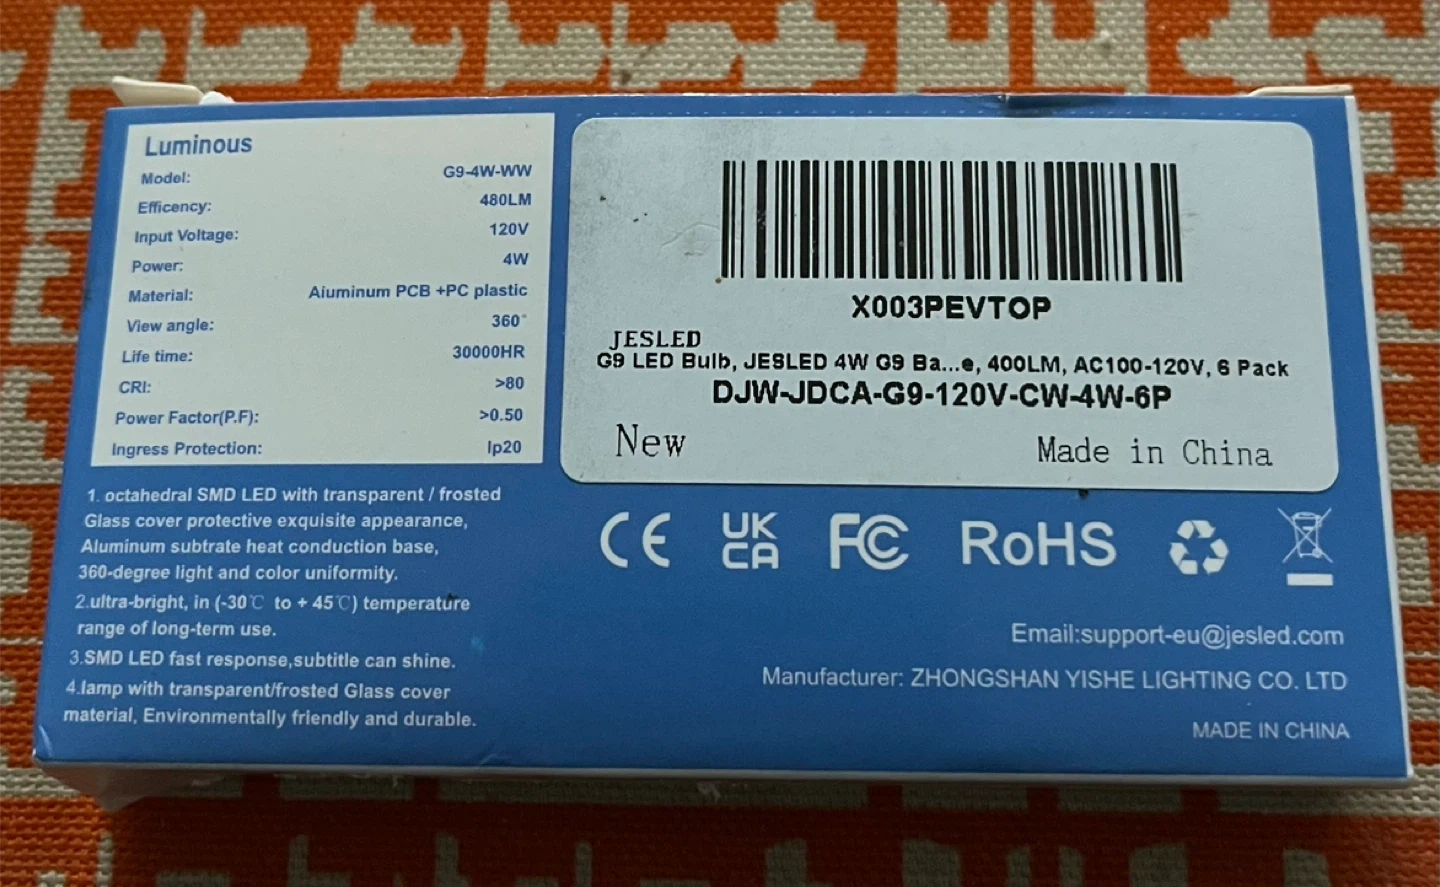 Luminous
Model: G9-4W-WW
Efficency: 480LM
Input Voltage: 120V
Power: 4W
Material: Aiuminum PCB +PC plastic
View angle: 360°
Life time: 30000HR
CRI: >80
Power Factor(P.F): >0.50
Ingress Protection: Ip20
1. octahedral SMD LED with transparent / frosted
Glass cover protective exquisite appearance,
Aluminum subtrate heat conduction base,
360-degree light and color uniformity.
2.ultra-bright, in (-30℃ to + 45℃) temperature
range of long-term use.
3.SMD LED fast response,subtitle can shine.
4.lamp with transparent/frosted Glass cover
material, Environmentally friendly and durable.
X003PEVTOP
JESLED
G9 LED Bulb, JESLED 4W G9 Ba...e, 400LM, AC100-120V, 6 Pack
DJW-JDCA-G9-120V-CW-4W-6P
New Made in China
CE UK CA FC RoHS
Email:support-eu@jesled.com
Manufacturer: ZHONGSHAN YISHE LIGHTING CO. LTD
MADE IN CHINA